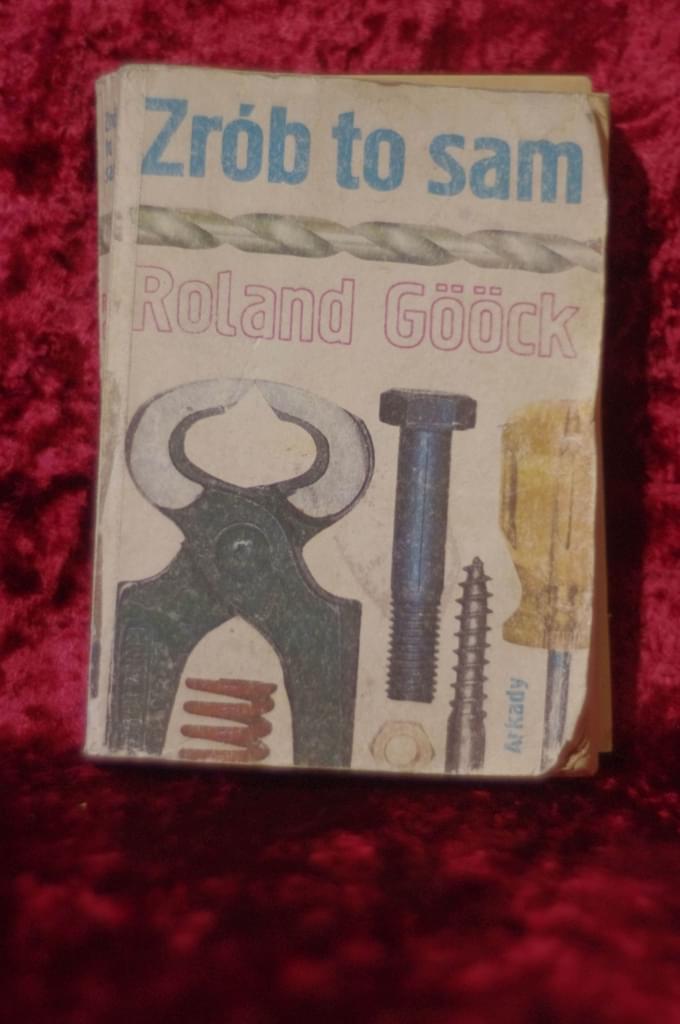 Zrób to sam
Roland Gööck
Arkady